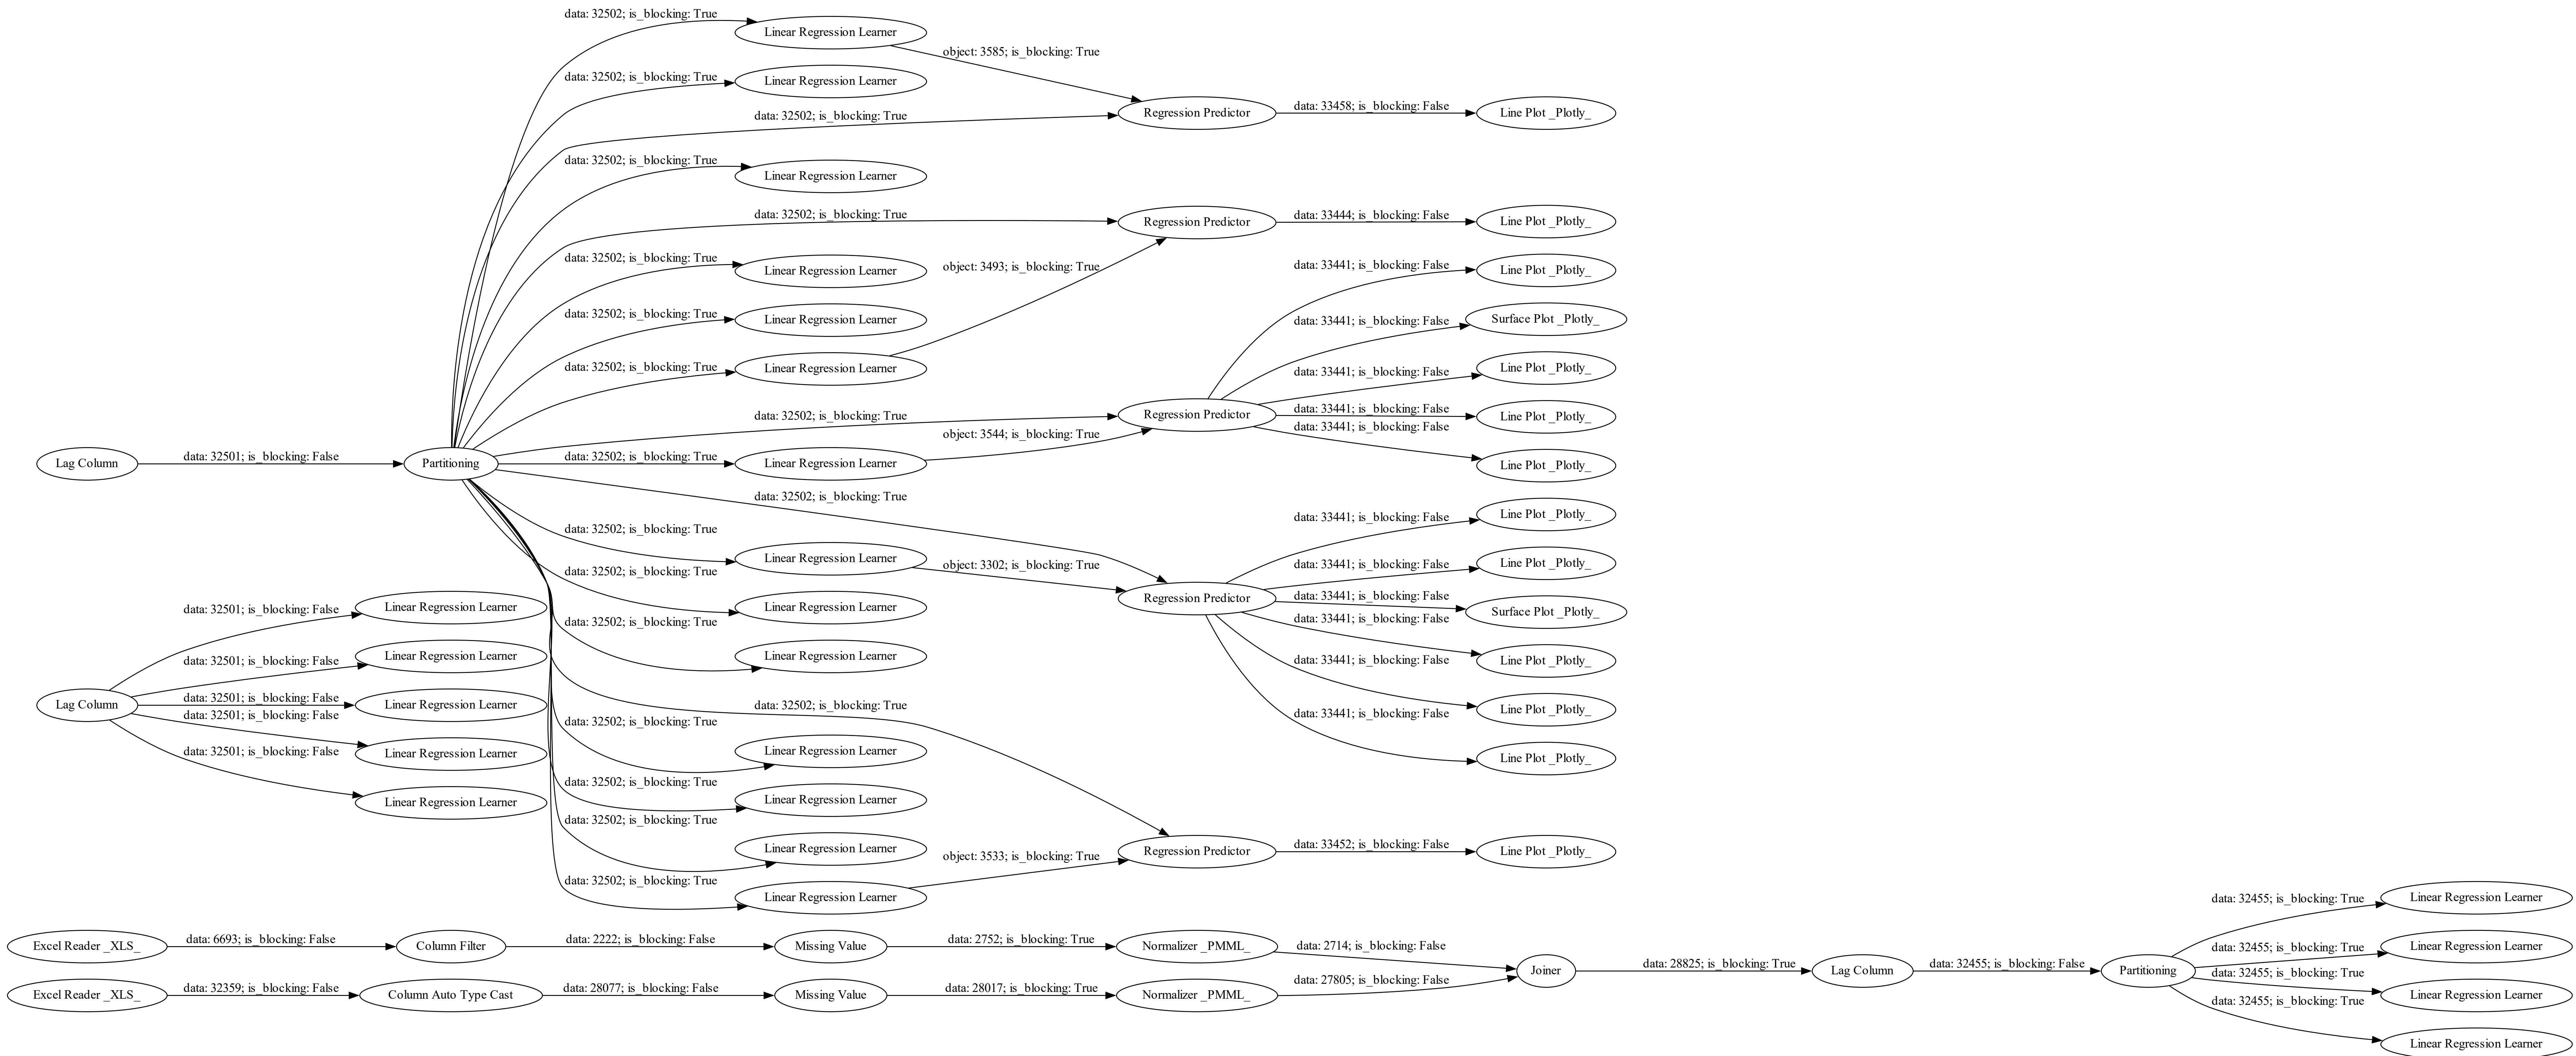 data: 32502; is_blocking: True
Linear Regression Learner
object: 3585; is_blocking: True
data: 32502; is_blocking: True
Linear Regression Learner
data: 32502; is_blocking: True
Regression Predictor
data: 33458; is_blocking: False
Line Plot _Plotly_
data: 32502; is_blocking: True
Linear Regression Learner
data: 32502; is_blocking: True
Regression Predictor
data: 33444; is_blocking: False
Line Plot _Plotly_
data: 32502; is_blocking: True
Linear Regression Learner
object: 3493; is_blocking: True
data: 33441; is_blocking: False
Line Plot _Plotly_
data: 32502; is_blocking: True
Linear Regression Learner
data: 33441; is_blocking: False
Surface Plot _Plotly_
data: 32502; is_blocking: True
Linear Regression Learner
data: 33441; is_blocking: False
Line Plot _Plotly_
data: 32502; is_blocking: True
Regression Predictor
data: 33441; is_blocking: False
Line Plot _Plotly_
object: 3544; is_blocking: True
data: 33441; is_blocking: False
Line Plot _Plotly_
Lag Column
data: 32501; is_blocking: False
Partitioning
data: 32502; is_blocking: True
Linear Regression Learner
data: 32502; is_blocking: True
data: 33441; is_blocking: False
Line Plot _Plotly_
data: 32502; is_blocking: True
Linear Regression Learner
object: 3302; is_blocking: True
data: 33441; is_blocking: False
Line Plot _Plotly_
data: 32502; is_blocking: True
Linear Regression Learner
Regression Predictor
data: 33441; is_blocking: False
Surface Plot _Plotly_
data: 32501; is_blocking: False
Linear Regression Learner
data: 32502; is_blocking: True
Linear Regression Learner
data: 33441; is_blocking: False
Line Plot _Plotly_
data: 32501; is_blocking: False
Linear Regression Learner
data: 33441; is_blocking: False
Line Plot _Plotly_
Lag Column
data: 32501; is_blocking: False
Linear Regression Learner
data: 32502; is_blocking: True
data: 33441; is_blocking: False
Line Plot _Plotly_
data: 32501; is_blocking: False
Linear Regression Learner
data: 32502; is_blocking: True
Linear Regression Learner
data: 32501; is_blocking: False
Linear Regression Learner
data: 32502; is_blocking: True
Linear Regression Learner
data: 32502; is_blocking: True
Linear Regression Learner
object: 3533; is_blocking: True
Regression Predictor
data: 33452; is_blocking: False
Line Plot _Plotly_
data: 32502; is_blocking: True
Linear Regression Learner
data: 32455; is_blocking: True
Linear Regression Learner
Excel Reader _XLS_
data: 6693; is_blocking: False
Column Filter
data: 2222; is_blocking: False
Missing Value
data: 2752; is_blocking: True
Normalizer _PMML_
data: 2714; is_blocking: False
data: 32455; is_blocking: True
Linear Regression Learner
Joiner
data: 28825; is_blocking: True
Lag Column
data: 32455; is_blocking: False
Partitioning
data: 32455; is_blocking: True
Linear Regression Learner
Excel Reader _XLS_
data: 32359; is_blocking: False
Column Auto Type Cast
data: 28077; is_blocking: False
Missing Value
data: 28017; is_blocking: True
Normalizer _PMML_
data: 27805; is_blocking: False
data: 32455; is_blocking: True
Linear Regression Learner